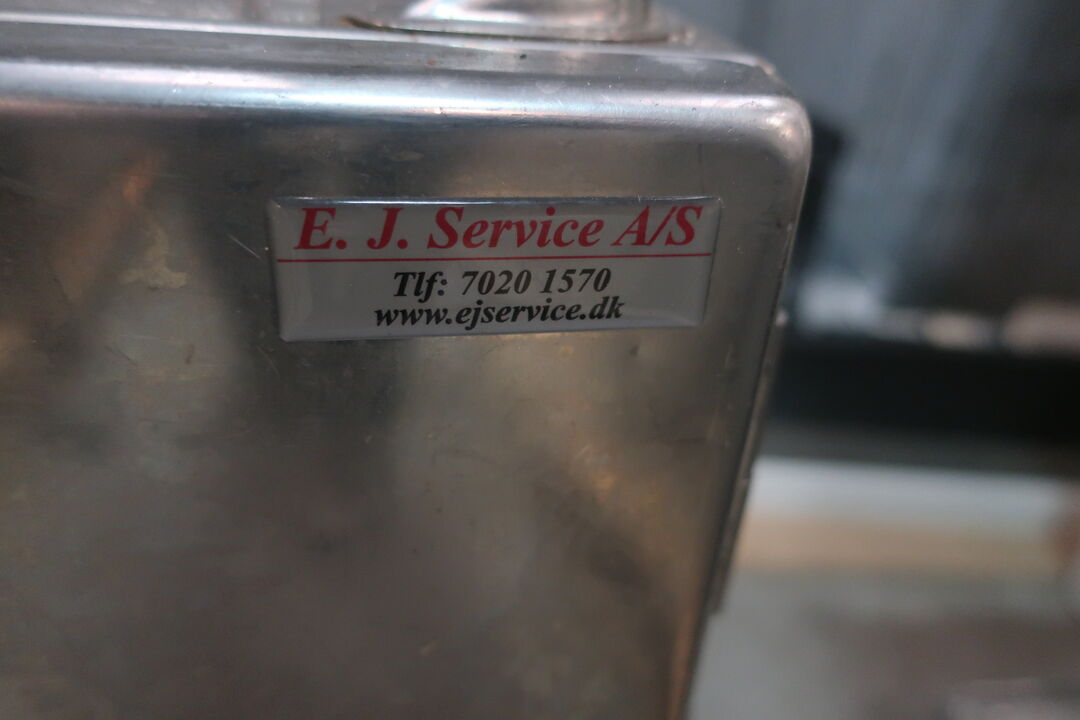 E. J. Service A/S
Tlf: 7020 1570
www.ejservice.dk